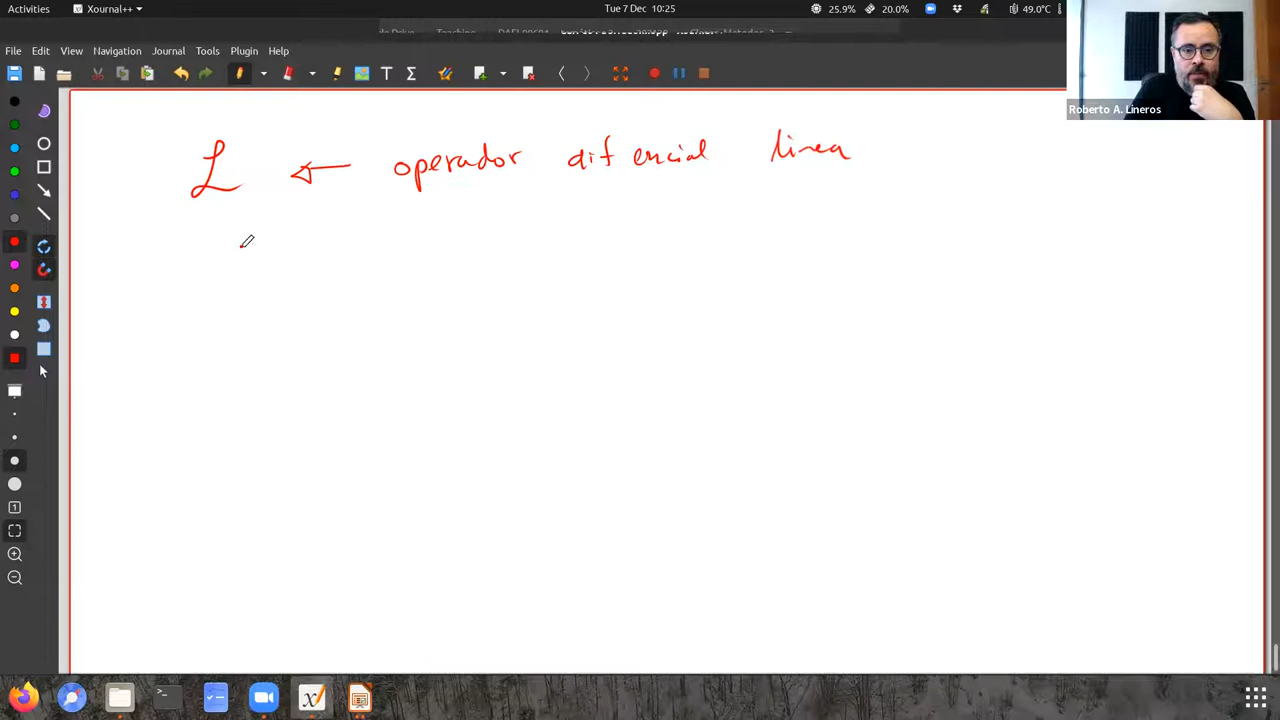 Activities Xournal++ Tue 7 Dec 10:25 25.9% 20.0% 49.0°C
File Edit View Navigation Journal Tools Plugin Help
Roberto A. Lineros
L ← operador diferencial linea